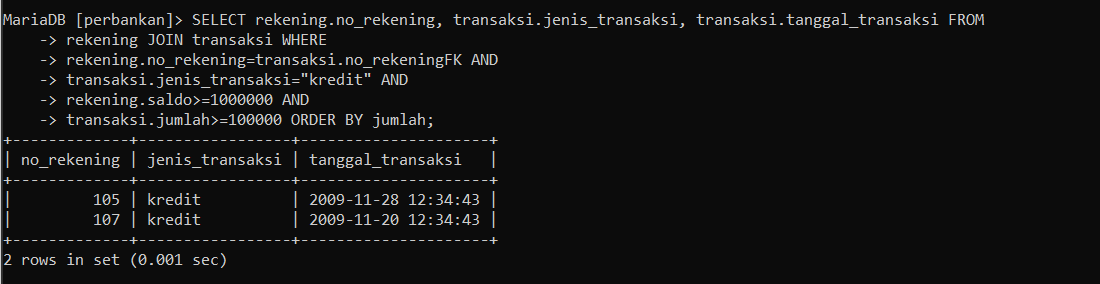 MariaDB [perbankan]> SELECT rekening.no_rekening, transaksi.jenis_transaksi, transaksi.tanggal_transaksi FROM
    -> rekening JOIN transaksi WHERE
    -> rekening.no_rekening=transaksi.no_rekeningFK AND
    -> transaksi.jenis_transaksi="kredit" AND
    -> rekening.saldo>=1000000 AND
    -> transaksi.jumlah>=100000 ORDER BY jumlah;
+-------------+-----------------+---------------------+
| no_rekening | jenis_transaksi | tanggal_transaksi   |
+-------------+-----------------+---------------------+
|         105 | kredit          | 2009-11-28 12:34:43 |
|         107 | kredit          | 2009-11-20 12:34:43 |
+-------------+-----------------+---------------------+
2 rows in set (0.001 sec)